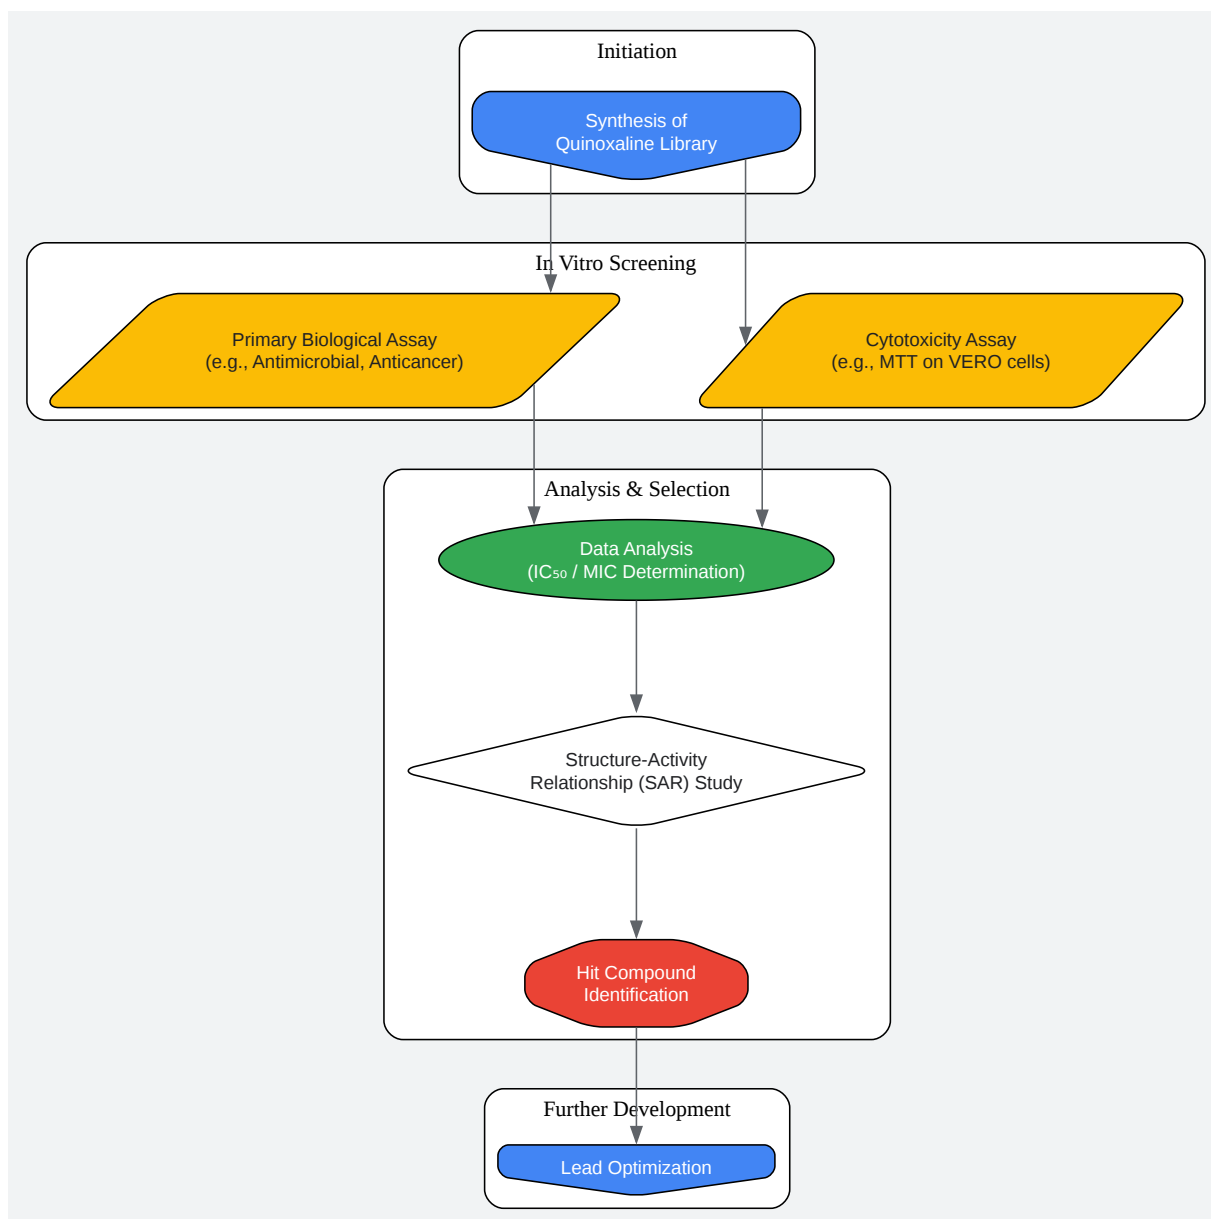 Initiation
Synthesis of
Quinoxaline Library
In Vitro Screening
Primary Biological Assay
(e.g., Antimicrobial, Anticancer)
Cytotoxicity Assay
(e.g., MTT on VERO cells)
Analysis & Selection
Data Analysis
(IC₅₀ / MIC Determination)
Structure-Activity
Relationship (SAR) Study
Hit Compound
Identification
Further Development
Lead Optimization